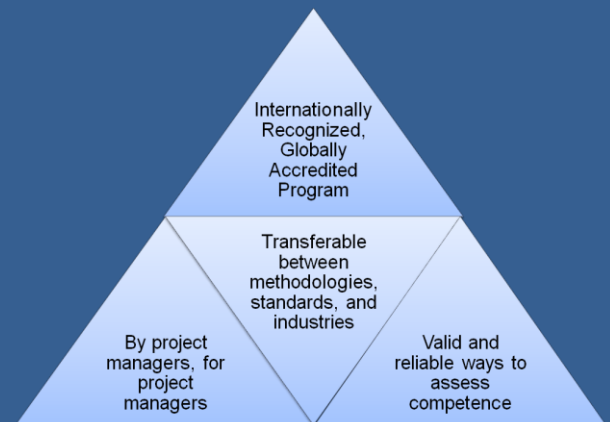 Internationally
Recognized,
Globally
Accredited
Program
Transferable
between
methodologies,
standards, and
industries
By project
managers, for
project
managers
Valid and
reliable ways to
assess
competence